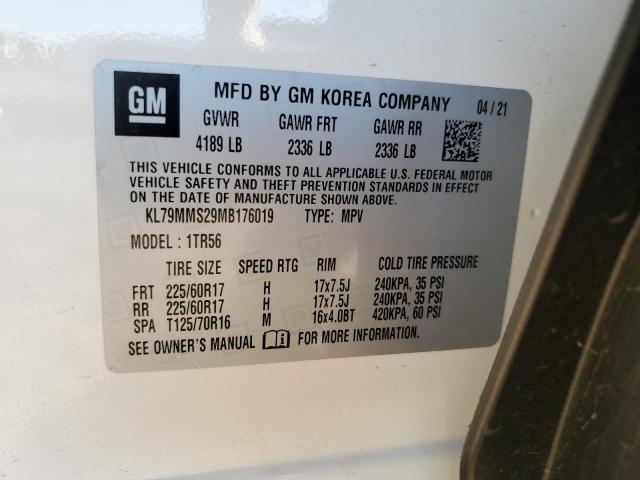 GM MFD BY GM KOREA COMPANY 04 / 21
GVWR GAWR FRT GAWR RR
4189 LB 2336 LB 2336 LB
THIS VEHICLE CONFORMS TO ALL APPLICABLE U.S. FEDERAL MOTOR
VEHICLE SAFETY AND THEFT PREVENTION STANDARDS IN EFFECT
ON THE DATE OF MANUFACTURE SHOWN ABOVE.
KL79MMS29MB176019 TYPE: MPV
MODEL : 1TR56
TIRE SIZE SPEED RTG RIM COLD TIRE PRESSURE
FRT 225/60R17 H 17x7.5J 240KPA, 35 PSI
RR 225/60R17 H 17x7.5J 240KPA, 35 PSI
SPA T125/70R16 M 16x4.0BT 420KPA, 60 PSI
SEE OWNER'S MANUAL FOR MORE INFORMATION.